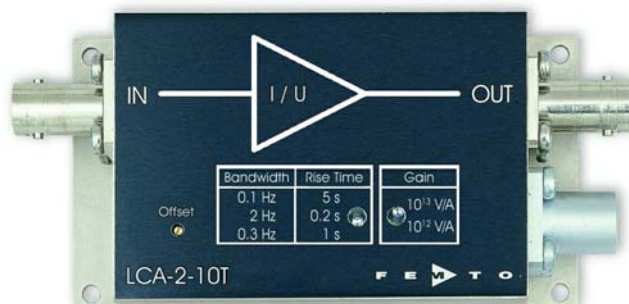 IN
I / U
OUT
Bandwidth Rise Time Gain
0.1 Hz 5 s 10¹³ V/A
2 Hz 0.2 s 10¹² V/A
0.3 Hz 1 s
Offset
LCA-2-10T
FEMTO